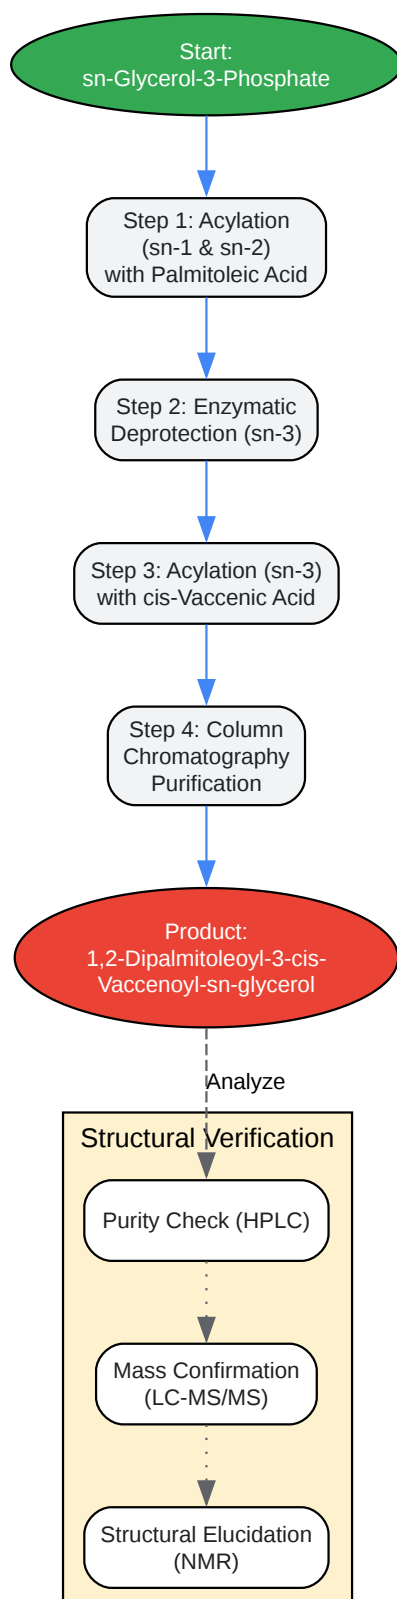 Start:
sn-Glycerol-3-Phosphate
Step 1: Acylation
(sn-1 & sn-2)
with Palmitoleic Acid
Step 2: Enzymatic
Deprotection (sn-3)
Step 3: Acylation (sn-3)
with cis-Vaccenic Acid
Step 4: Column
Chromatography
Purification
Product:
1,2-Dipalmitoleoyl-3-cis-
Vaccenoyl-sn-glycerol
Analyze
Structural Verification
Purity Check (HPLC)
Mass Confirmation
(LC-MS/MS)
Structural Elucidation
(NMR)